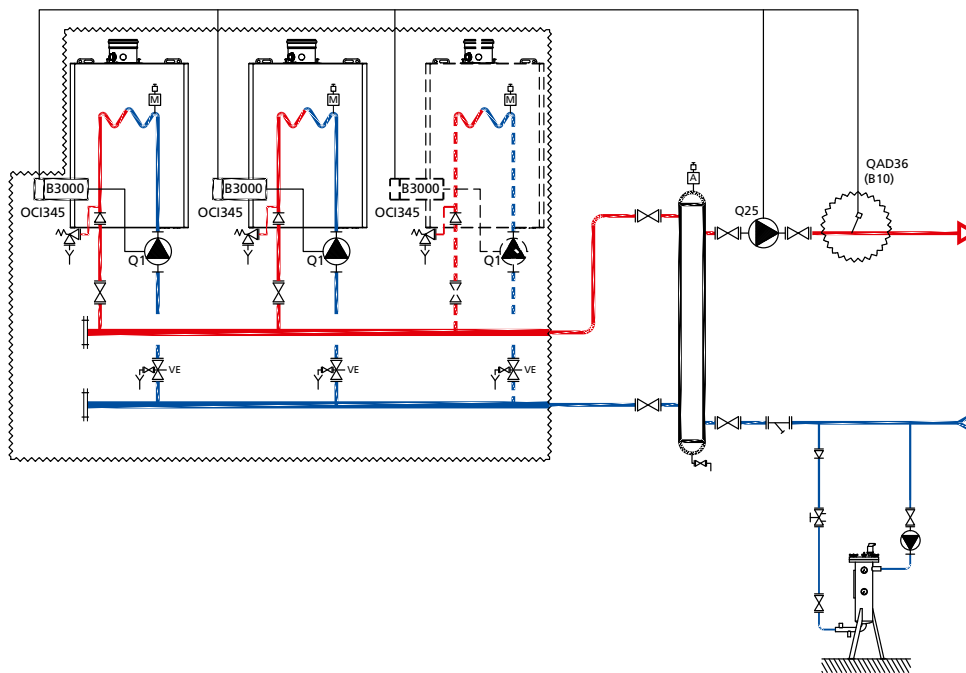 M
M
M
QAD36
(B10)
A
B3000
B3000
B3000
OCI345
OCI345
OCI345
Q25
Q1
Q1
Q1
VE
VE
VE